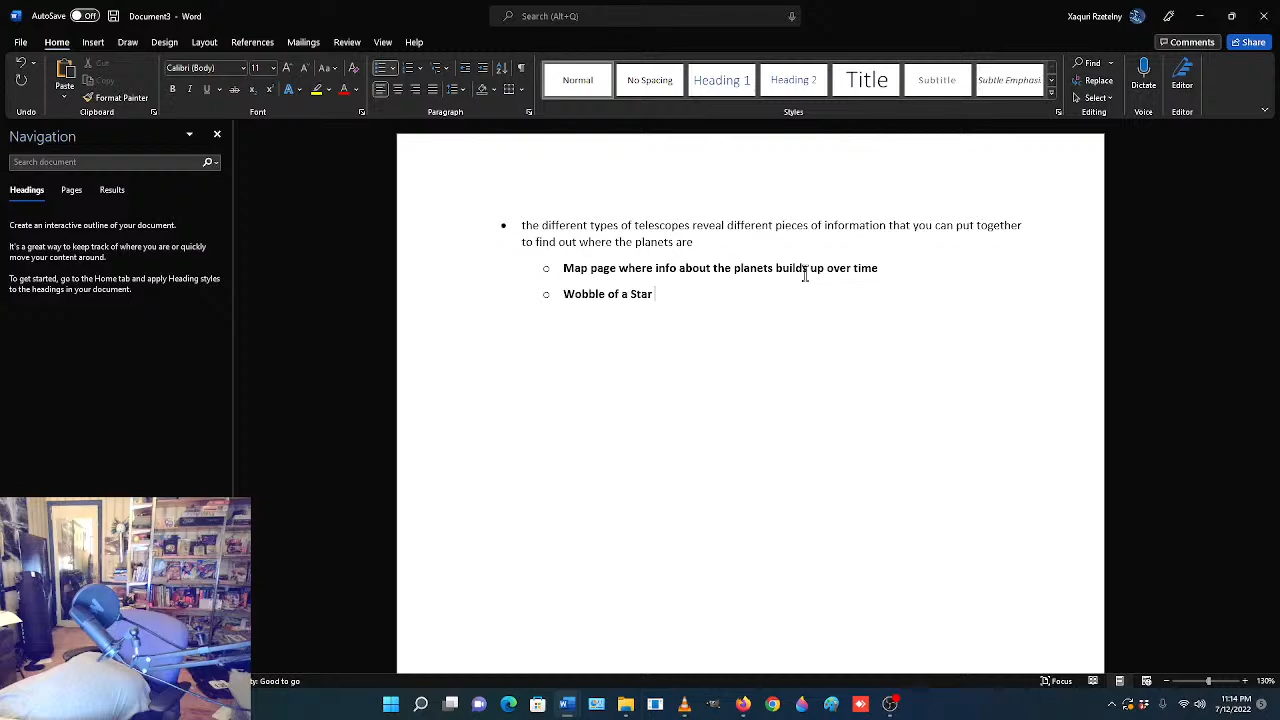 AutoSave Off Document3 - Word Search (Alt+Q) Xaquri Rzetelny
File Home Insert Draw Design Layout References Mailings Review View Help Comments Share
Paste Cut Copy Format Painter
Calibri (Body) 11
Normal No Spacing Heading 1 Heading 2 Title Subtitle Subtle Emphasis
Find Replace Select Dictate Editor
Undo Clipboard Font Paragraph Styles Editing Voice Editor
Navigation
Search document
Headings Pages Results
Create an interactive outline of your document.
It's a great way to keep track of where you are or quickly
move your content around.
To get started, go to the Home tab and apply Heading styles
to the headings in your document.
• the different types of telescopes reveal different pieces of information that you can put together
to find out where the planets are
○ Map page where info about the planets builds up over time
○ Wobble of a Star
ty: Good to go Focus 130%
11:14 PM
7/12/2022